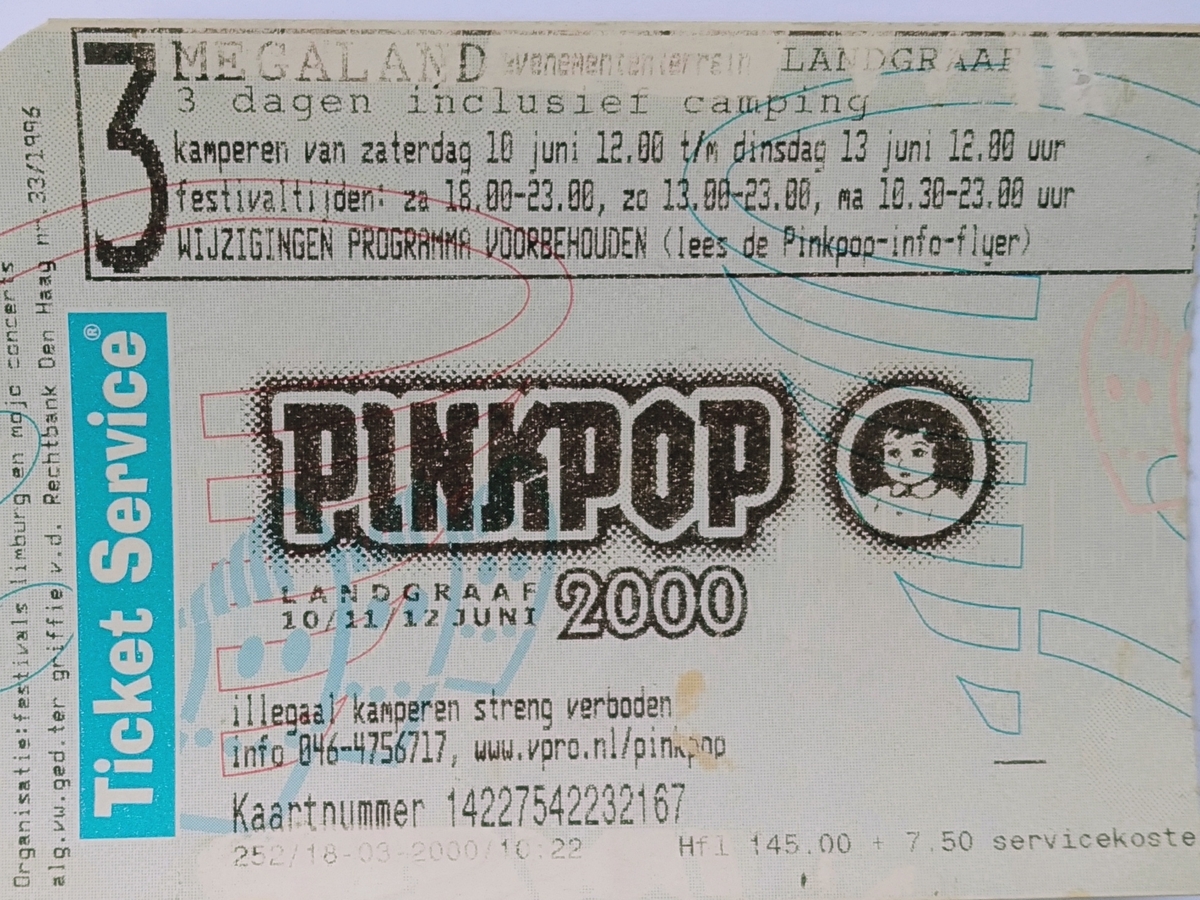 3
MEGALAND evenemententerrein LANDGRAAF
3 dagen inclusief camping
kamperen van zaterdag 10 juni 12.00 t/m dinsdag 13 juni 12.00 uur
festivaltijden: za 18.00-23.00, zo 13.00-23.00, ma 10.30-23.00 uur
WIJZIGINGEN PROGRAMMA VOORBEHOUDEN (lees de Pinkpop-info-flyer)
Organisatie:festivals limburg en mojo concerts
alg.vw.ged.ter griffie v.d. Rechtbank Den Haag nr.33/1996
Ticket Service®
PINKPOP
LANDGRAAF
10/11/12 JUNI 2000
illegaal kamperen streng verboden
info 046-4756717, www.vpro.nl/pinkpop
Kaartnummer 14227542232167
252/18-03-2000/10:22 Hfl 145.00 + 7.50 servicekoste